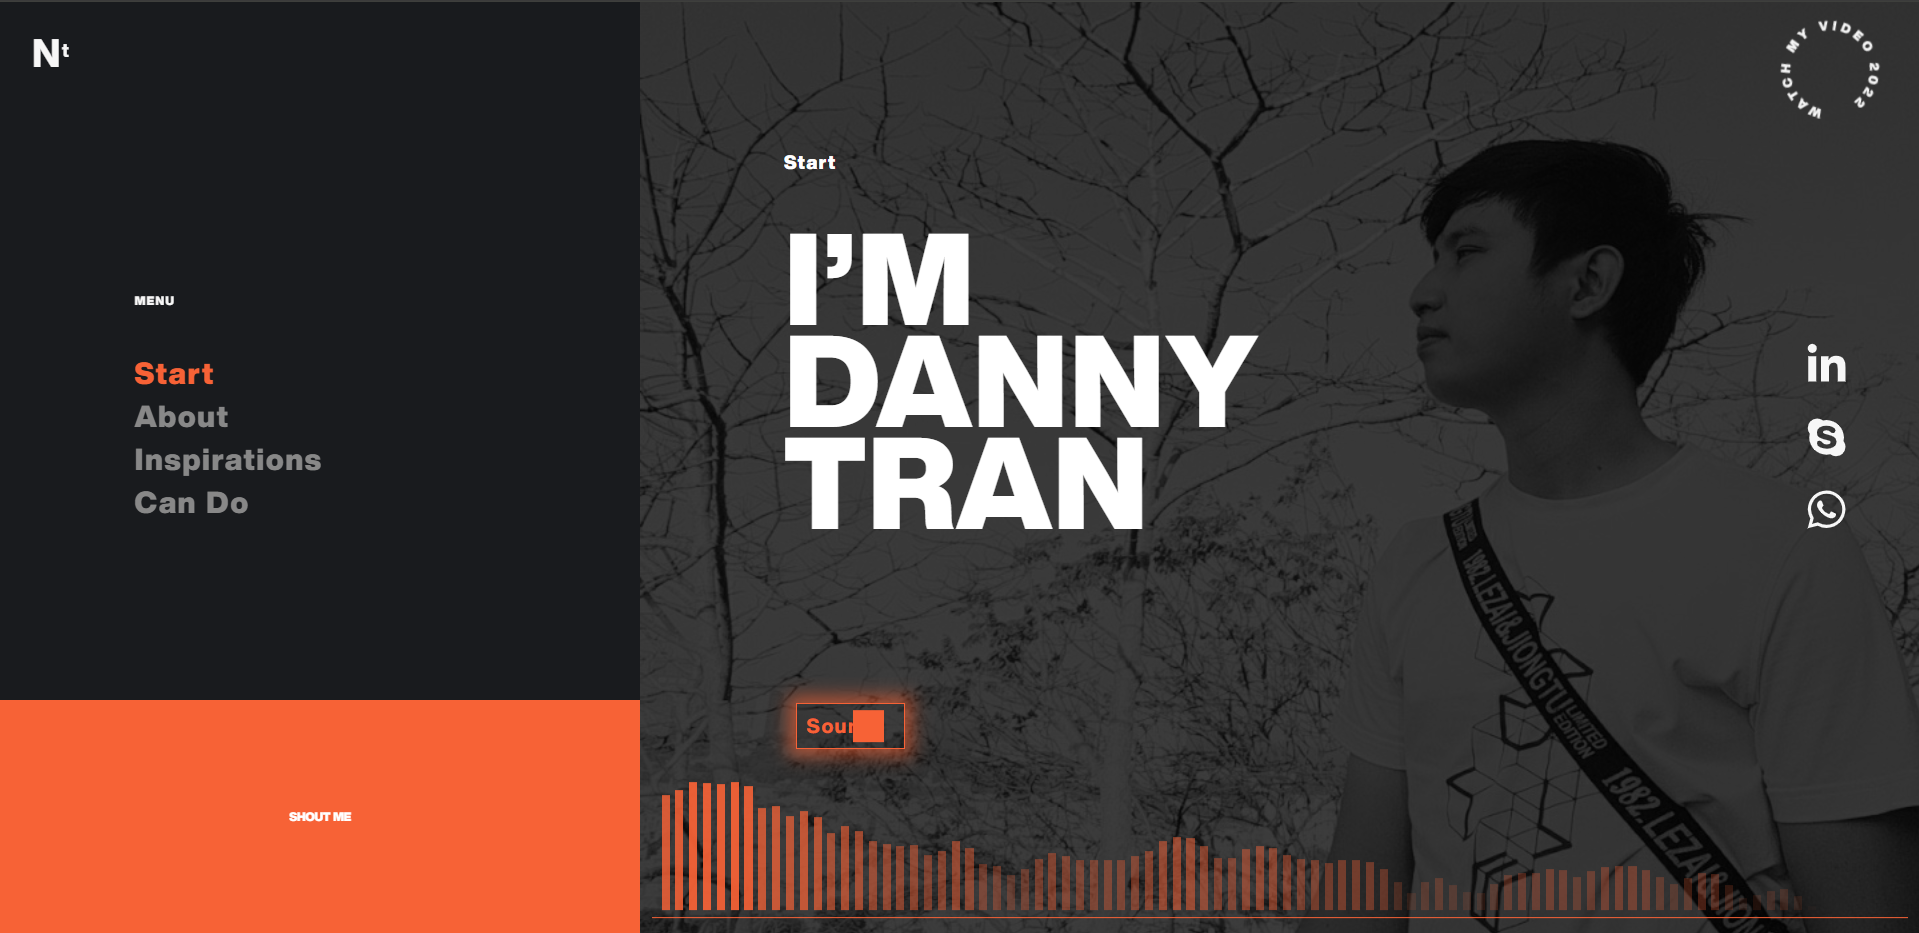 Nt
MENU
Start
About
Inspirations
Can Do
SHOUT ME
WATCH MY VIDEO 2022
Start
I’M
DANNY
TRAN
in
S
Sour
1982.LEZAI&JIONGTU LIMITED
EDITION
1982.LEZAI&JIONG